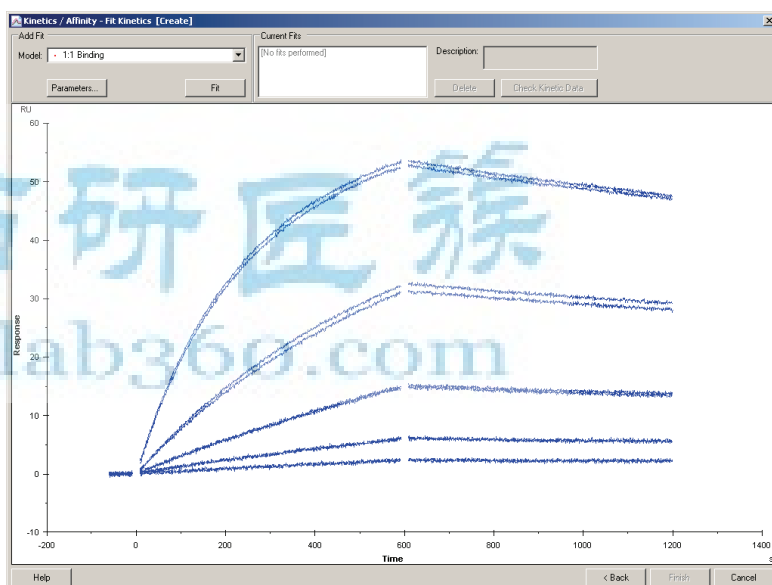 Kinetics / Affinity - Fit Kinetics [Create]
Add Fit
Model: - 1:1 Binding
Parameters...
Fit
Current Fits
[No fits performed]
Description:
Delete
Check Kinetic Data
RU
60
50
40
30
20
10
0
-10
Response
-200
0
200
400
600
800
1000
1200
1400
Time
s
研匠簇
lab360.com
Help
< Back
Finish
Cancel